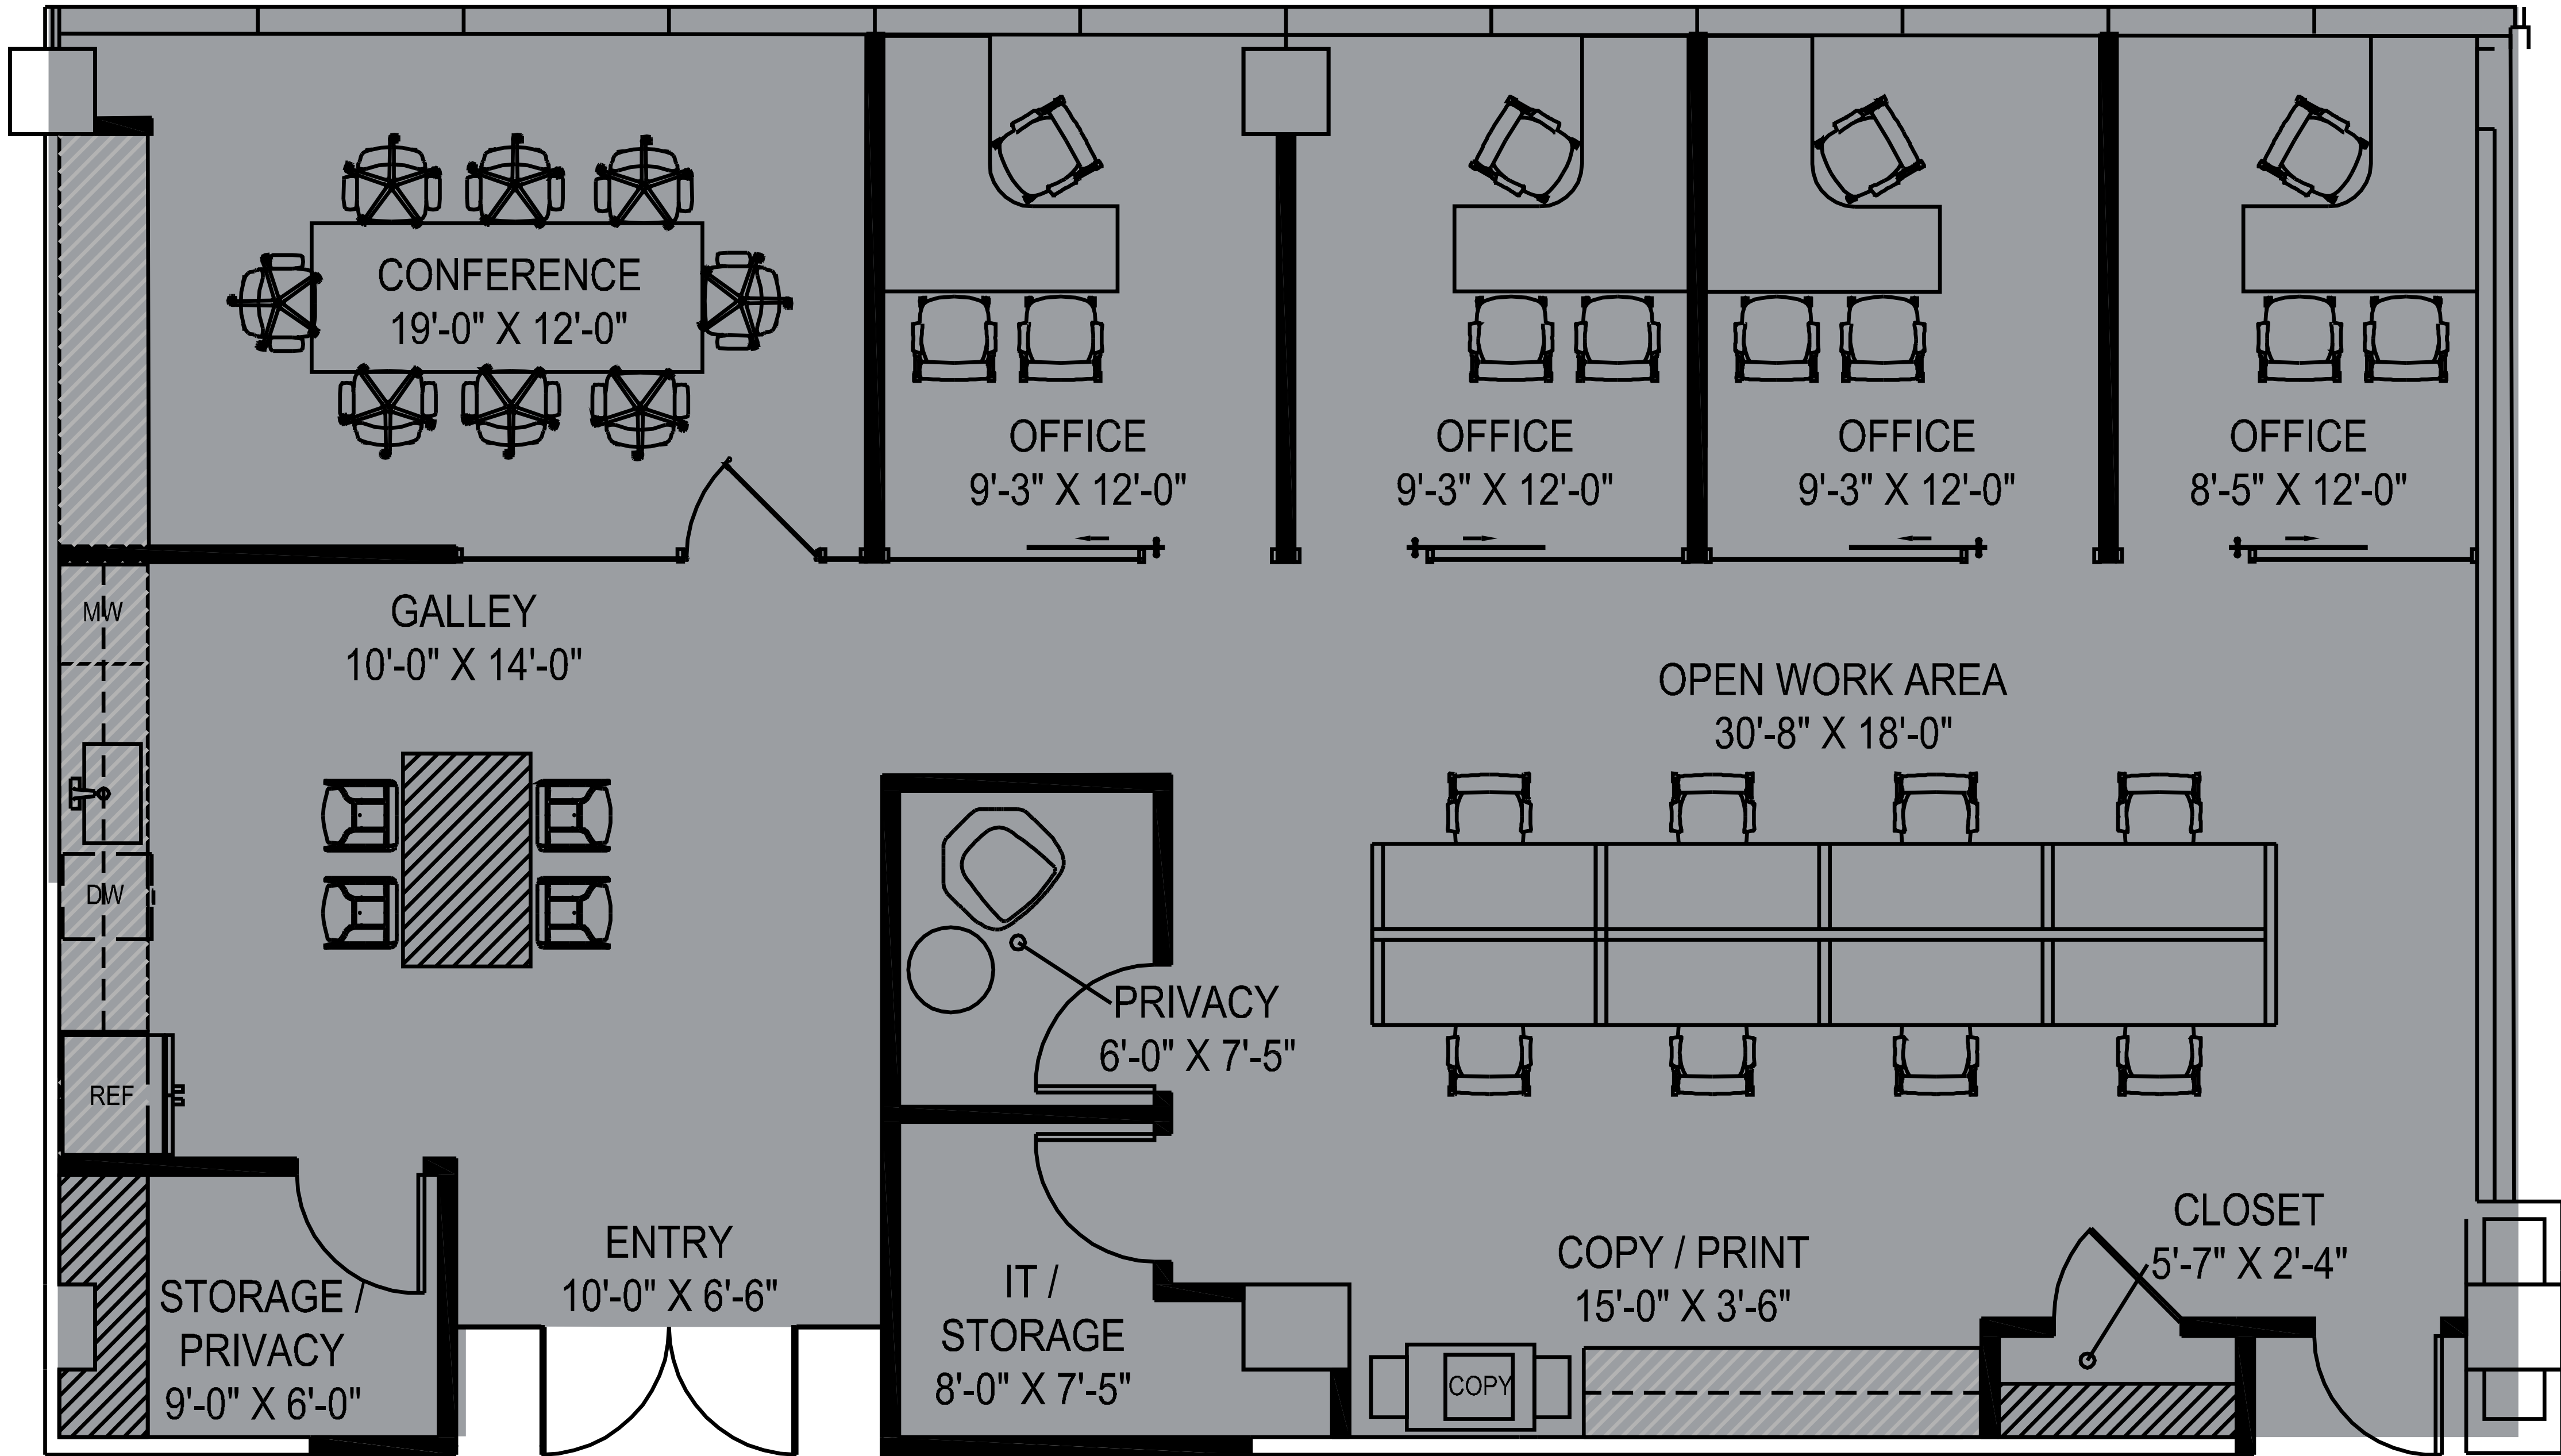 CONFERENCE
19'-0" X 12'-0"
OFFICE
9'-3" X 12'-0"
OFFICE
9'-3" X 12'-0"
OFFICE
9'-3" X 12'-0"
OFFICE
8'-5" X 12'-0"
MW
GALLEY
10'-0" X 14'-0"
OPEN WORK AREA
30'-8" X 18'-0"
DW
PRIVACY
6'-0" X 7'-5"
REF
STORAGE /
PRIVACY
9'-0" X 6'-0"
ENTRY
10'-0" X 6'-6"
IT /
STORAGE
8'-0" X 7'-5"
COPY / PRINT
15'-0" X 3'-6"
COPY
CLOSET
5'-7" X 2'-4"